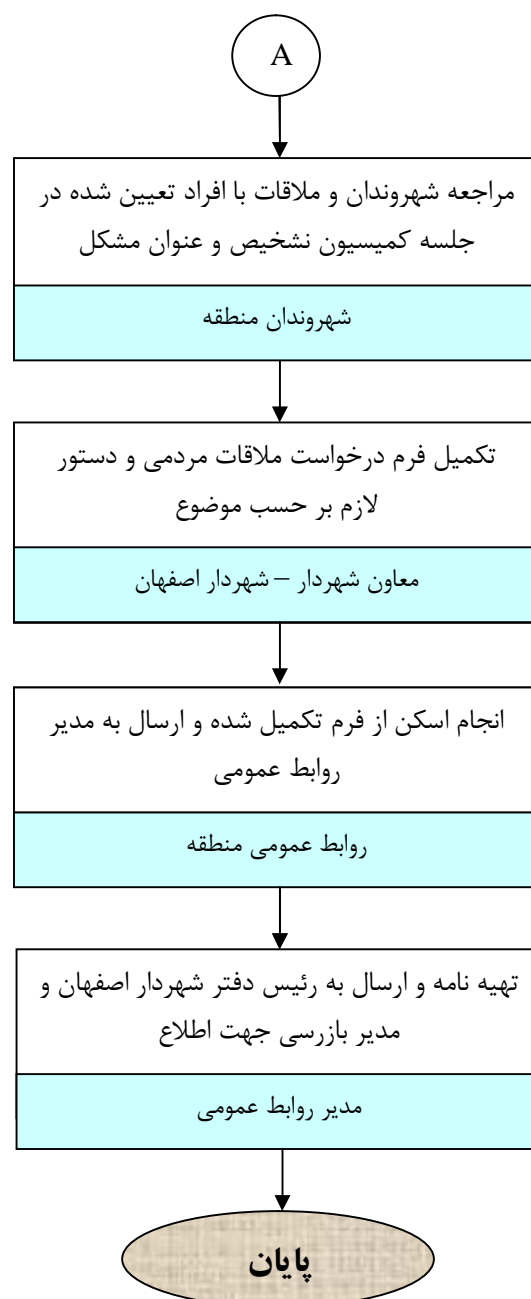 A
مراجعه شهروندان و ملاقات با افراد تعیین شده در
جلسه کمیسیون نشخیص و عنوان مشکل
شهروندان منطقه
تکمیل فرم درخواست ملاقات مردمی و دستور
لازم بر حسب موضوع
معاون شهردار – شهردار اصفهان
انجام اسکن از فرم تکمیل شده و ارسال به مدیر
روابط عمومی
روابط عمومی منطقه
تهیه نامه و ارسال به رئیس دفتر شهردار اصفهان و
مدیر بازرسی جهت اطلاع
مدیر روابط عمومی
پایان